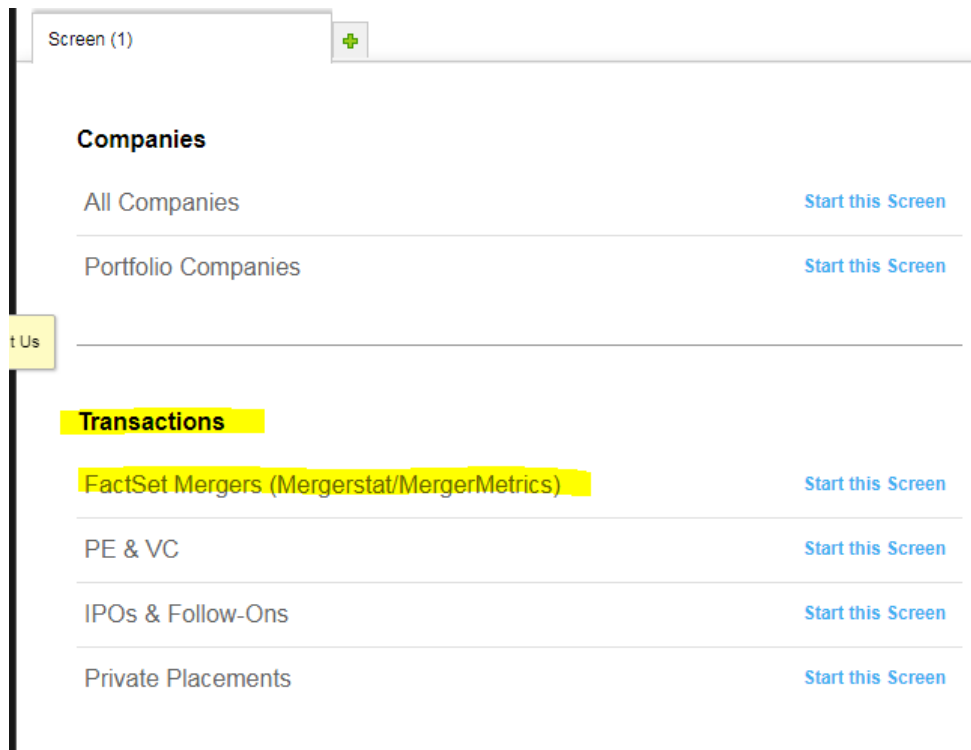 Screen (1)
Companies
All Companies Start this Screen
Portfolio Companies Start this Screen
t Us
Transactions
FactSet Mergers (Mergerstat/MergerMetrics) Start this Screen
PE & VC Start this Screen
IPOs & Follow-Ons Start this Screen
Private Placements Start this Screen